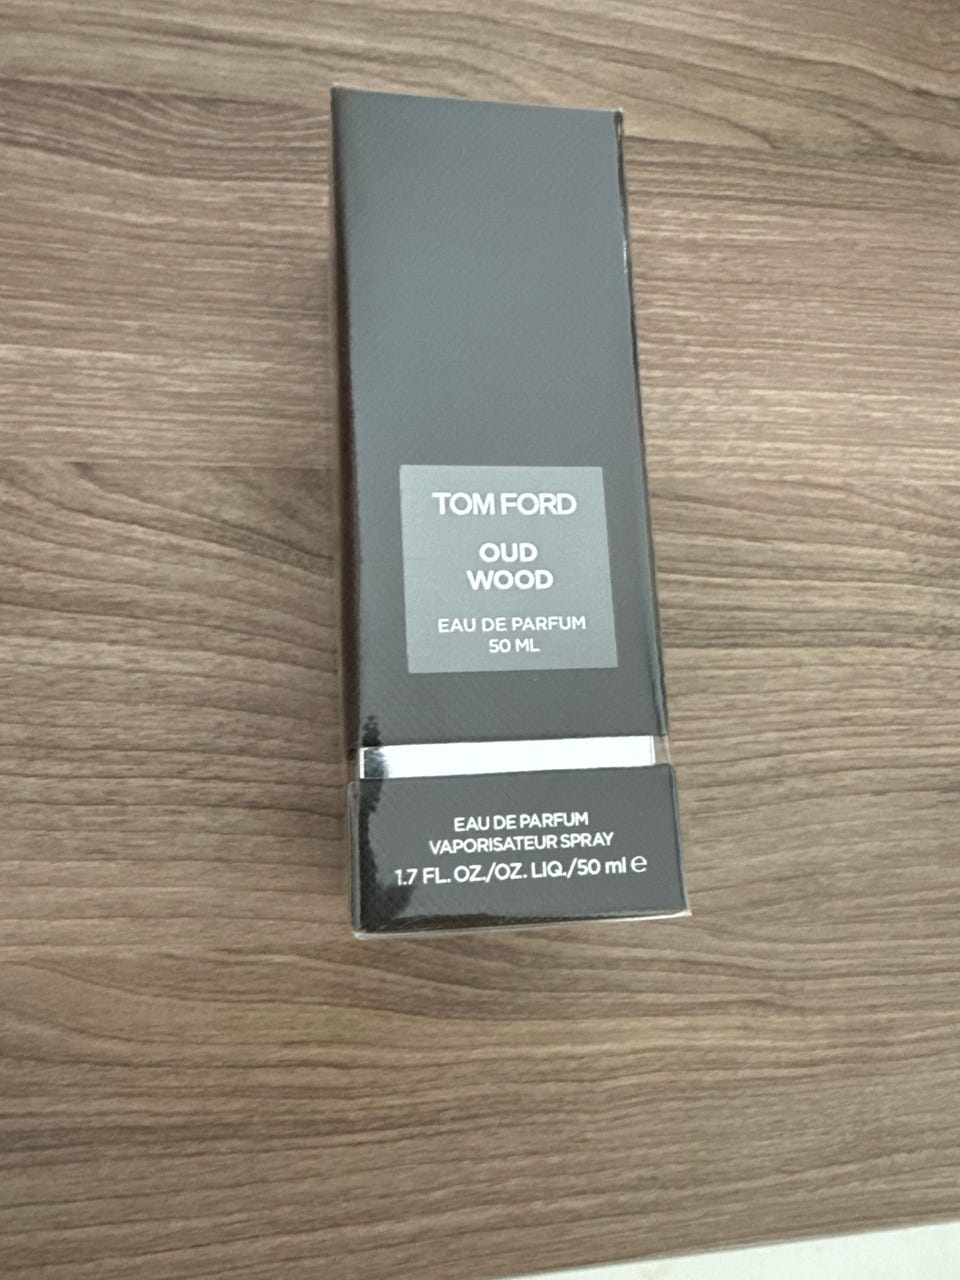 TOM FORD
OUD
WOOD
EAU DE PARFUM
50 ML
EAU DE PARFUM
VAPORISATEUR SPRAY
1.7 FL. OZ./OZ. LIQ./50 ml ℮